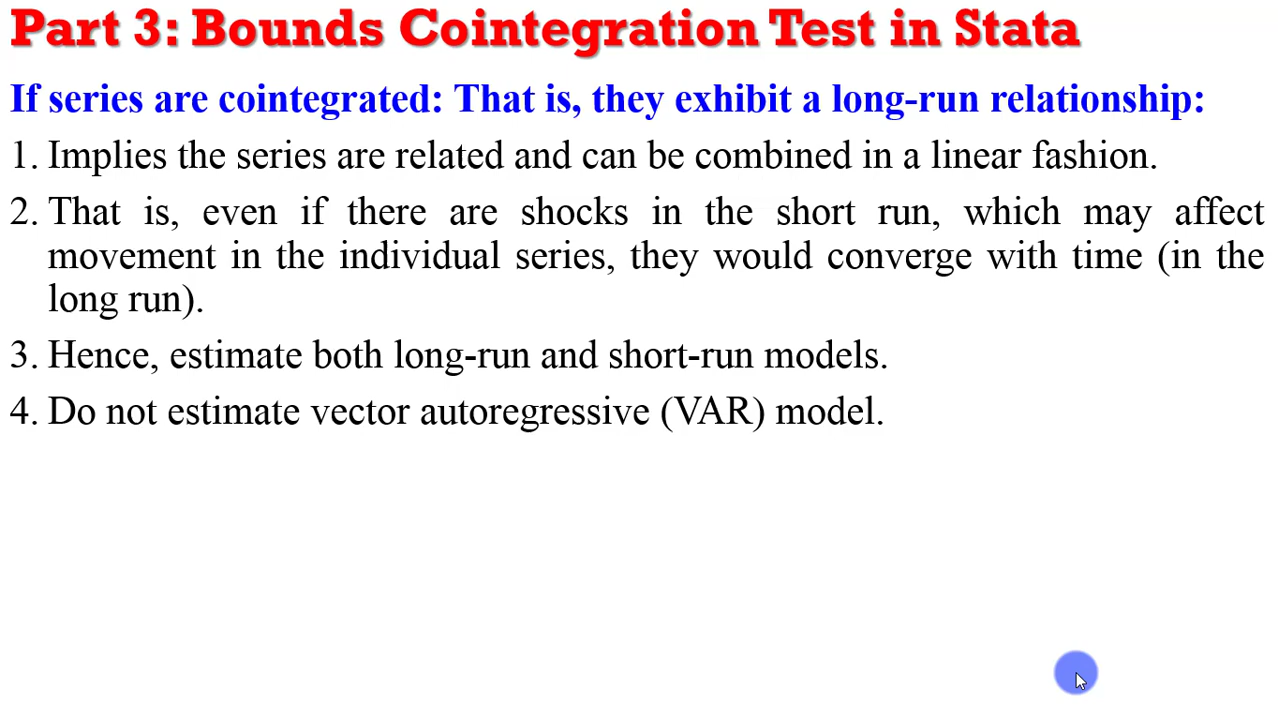 Part 3: Bounds Cointegration Test in Stata
If series are cointegrated: That is, they exhibit a long-run relationship:
1. Implies the series are related and can be combined in a linear fashion.
2. That is, even if there are shocks in the short run, which may affect
movement in the individual series, they would converge with time (in the
long run).
3. Hence, estimate both long-run and short-run models.
4. Do not estimate vector autoregressive (VAR) model.